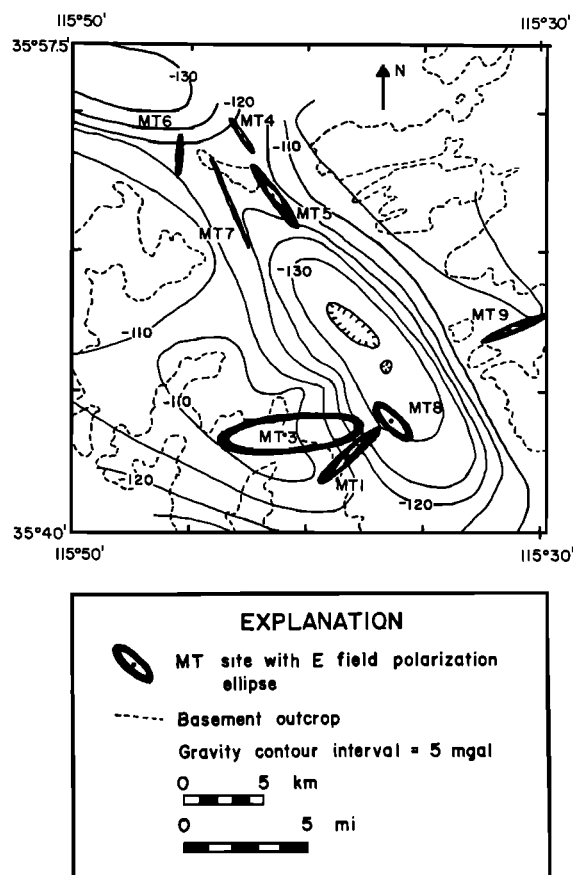 115°50'
115°30'
35°57.5'
-130
N
-120
MT6
MT4
-110
MT5
MT7
-130
MT9
-110
-110
MT8
MT3
MT1
-120
-120
35°40'
115°50'
115°30'
EXPLANATION
MT site with E field polarization
ellipse
Basement outcrop
Gravity contour interval = 5 mgal
0 5 km
0 5 mi